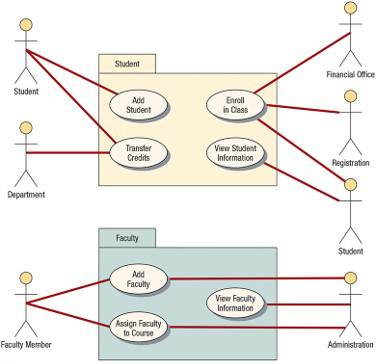 Financial Office
Student
Student
Add
Student
Enroll
in Class
Transfer
Credits
View Student
Information
Registration
Department
Student
Faculty
Add
Faculty
View Faculty
Information
Assign Faculty
to Course
Faculty Member
Administration